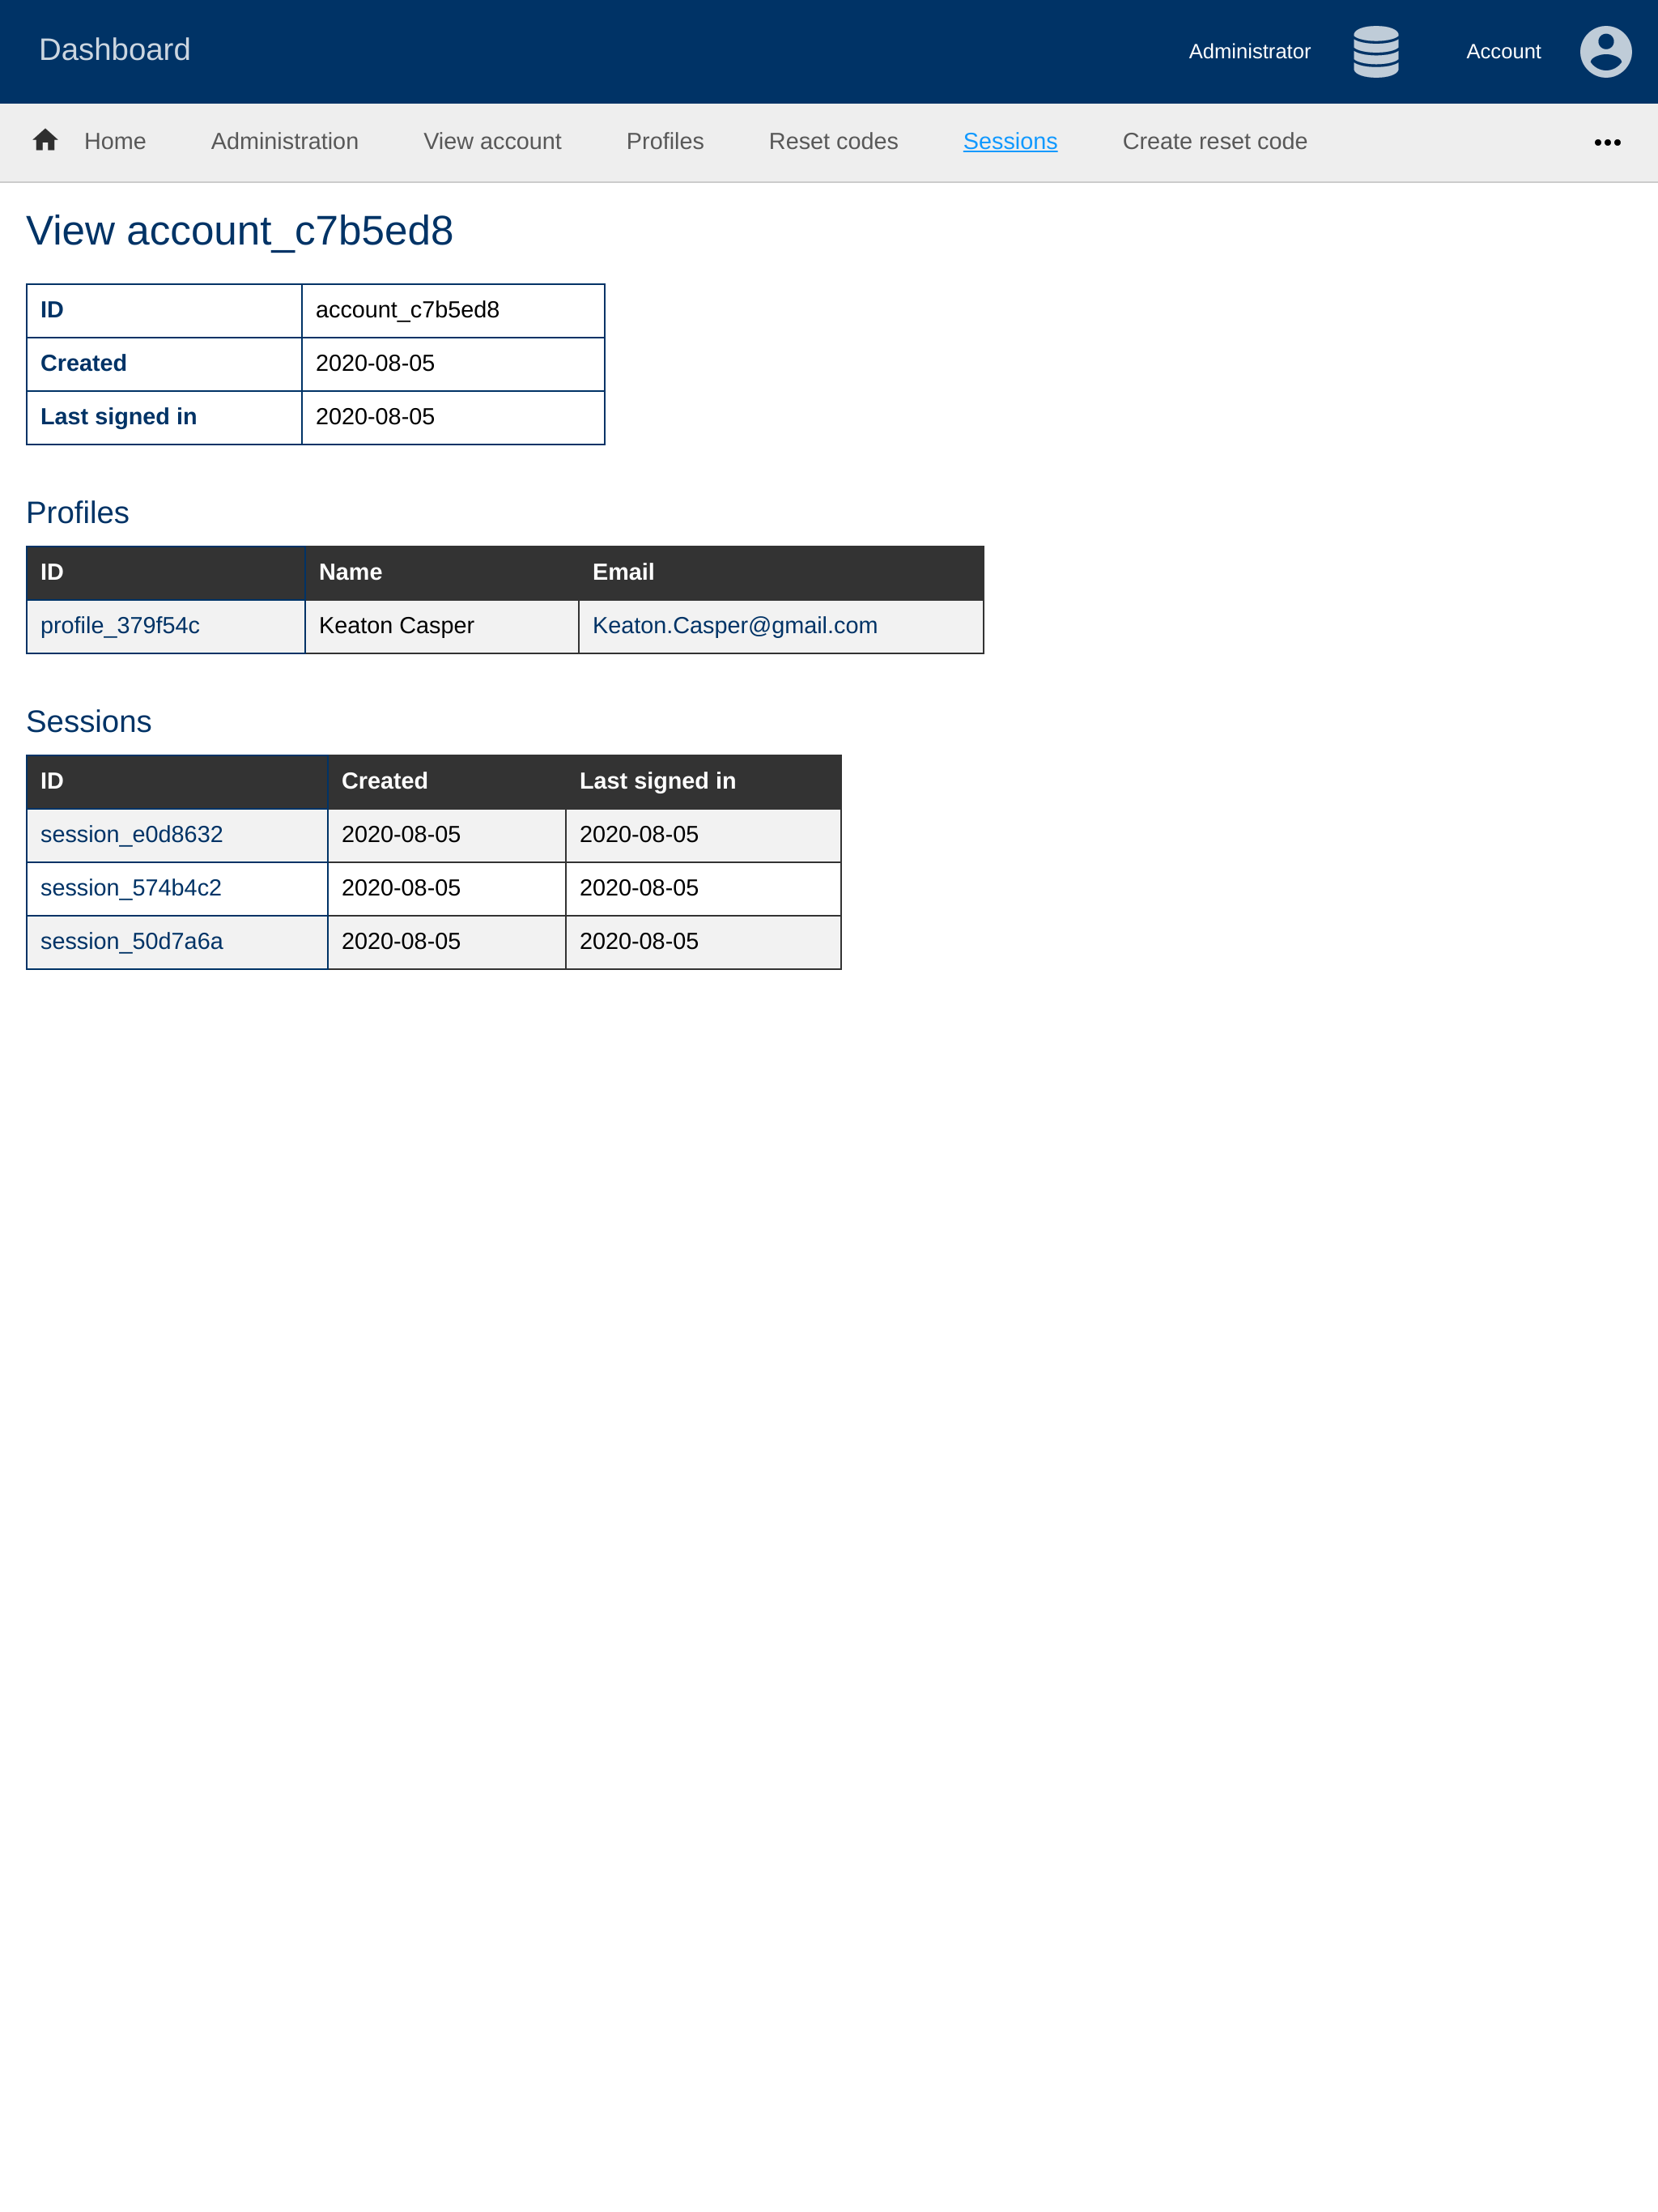 Dashboard Administrator Account
Home Administration View account Profiles Reset codes Sessions Create reset code
View account_c7b5ed8
ID account_c7b5ed8
Created 2020-08-05
Last signed in 2020-08-05
Profiles
ID Name Email
profile_379f54c Keaton Casper Keaton.Casper@gmail.com
Sessions
ID Created Last signed in
session_e0d8632 2020-08-05 2020-08-05
session_574b4c2 2020-08-05 2020-08-05
session_50d7a6a 2020-08-05 2020-08-05